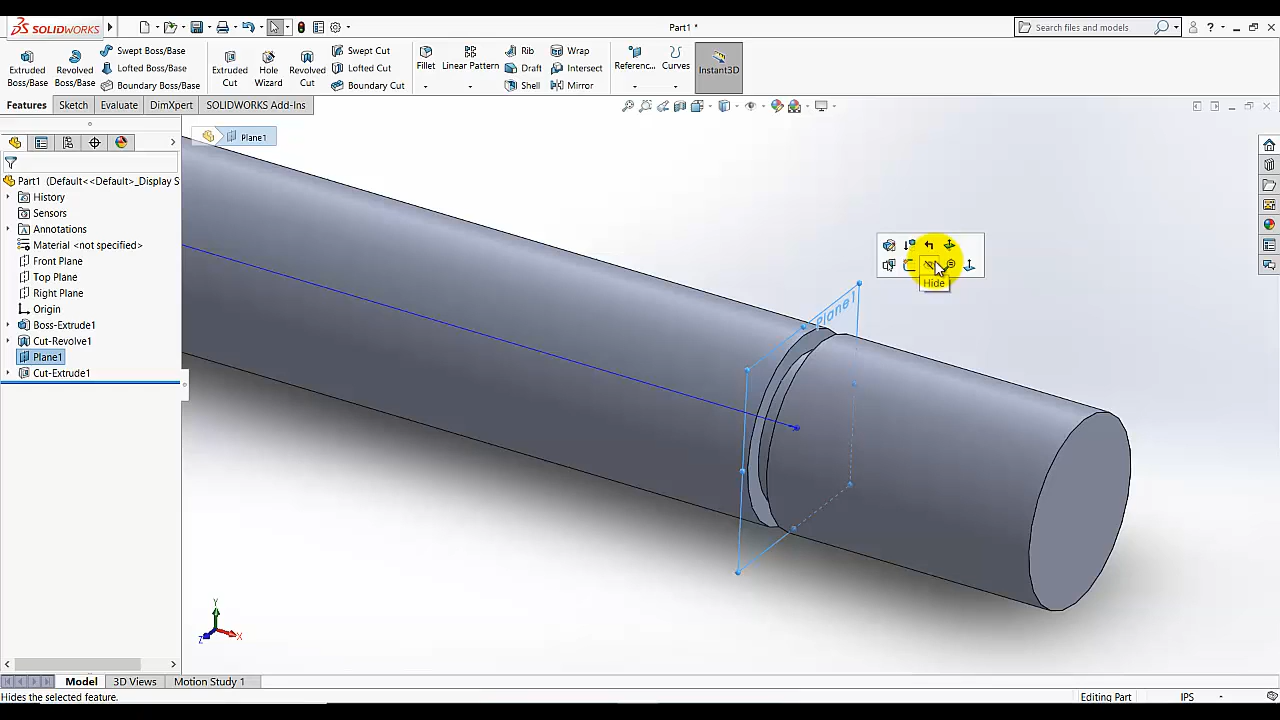 SOLIDWORKS
Part1 *
Search files and models
?
Extruded Boss/Base
Revolved Boss/Base
Swept Boss/Base
Lofted Boss/Base
Boundary Boss/Base
Extruded Cut
Hole Wizard
Revolved Cut
Swept Cut
Lofted Cut
Boundary Cut
Fillet
Linear Pattern
Rib
Draft
Shell
Wrap
Intersect
Mirror
Referenc...
Curves
Instant3D
Features
Sketch
Evaluate
DimXpert
SOLIDWORKS Add-Ins
Plane1
Part1 (Default<<Default>_Display S
History
Sensors
Annotations
Material <not specified>
Front Plane
Top Plane
Right Plane
Origin
Boss-Extrude1
Cut-Revolve1
Plane1
Cut-Extrude1
Hide
Plane1
Y
X
Z
Model
3D Views
Motion Study 1
Hides the selected feature.
Editing Part
IPS